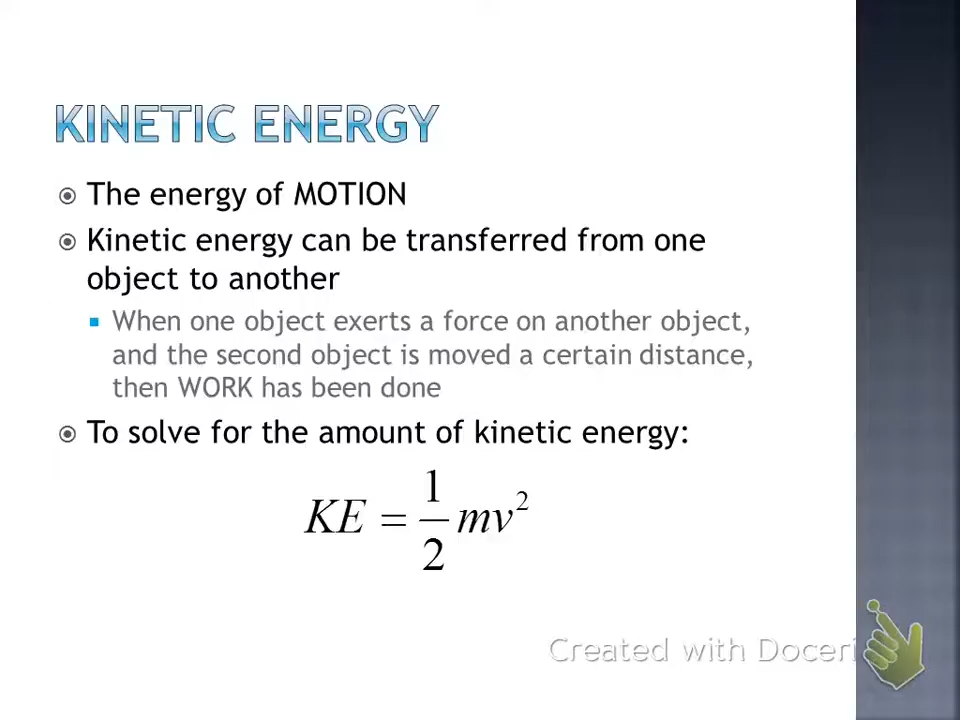 KINETIC ENERGY
The energy of MOTION
Kinetic energy can be transferred from one
object to another
When one object exerts a force on another object,
and the second object is moved a certain distance,
then WORK has been done
To solve for the amount of kinetic energy:
KE = 1/2 mv²
Created with Doceri